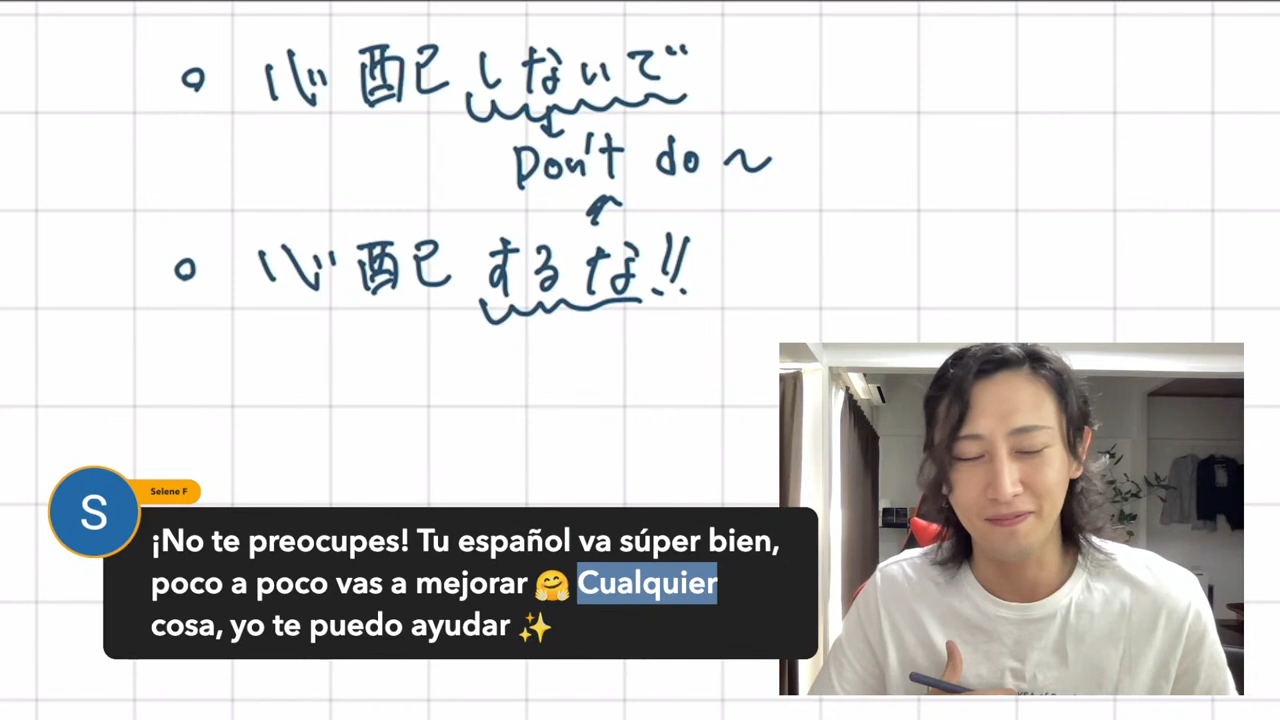 心配しないで
Don't do ~
心配するな!!
Selene F
S
¡No te preocupes! Tu español va súper bien,
poco a poco vas a mejorar 🤗 Cualquier
cosa, yo te puedo ayudar ✨